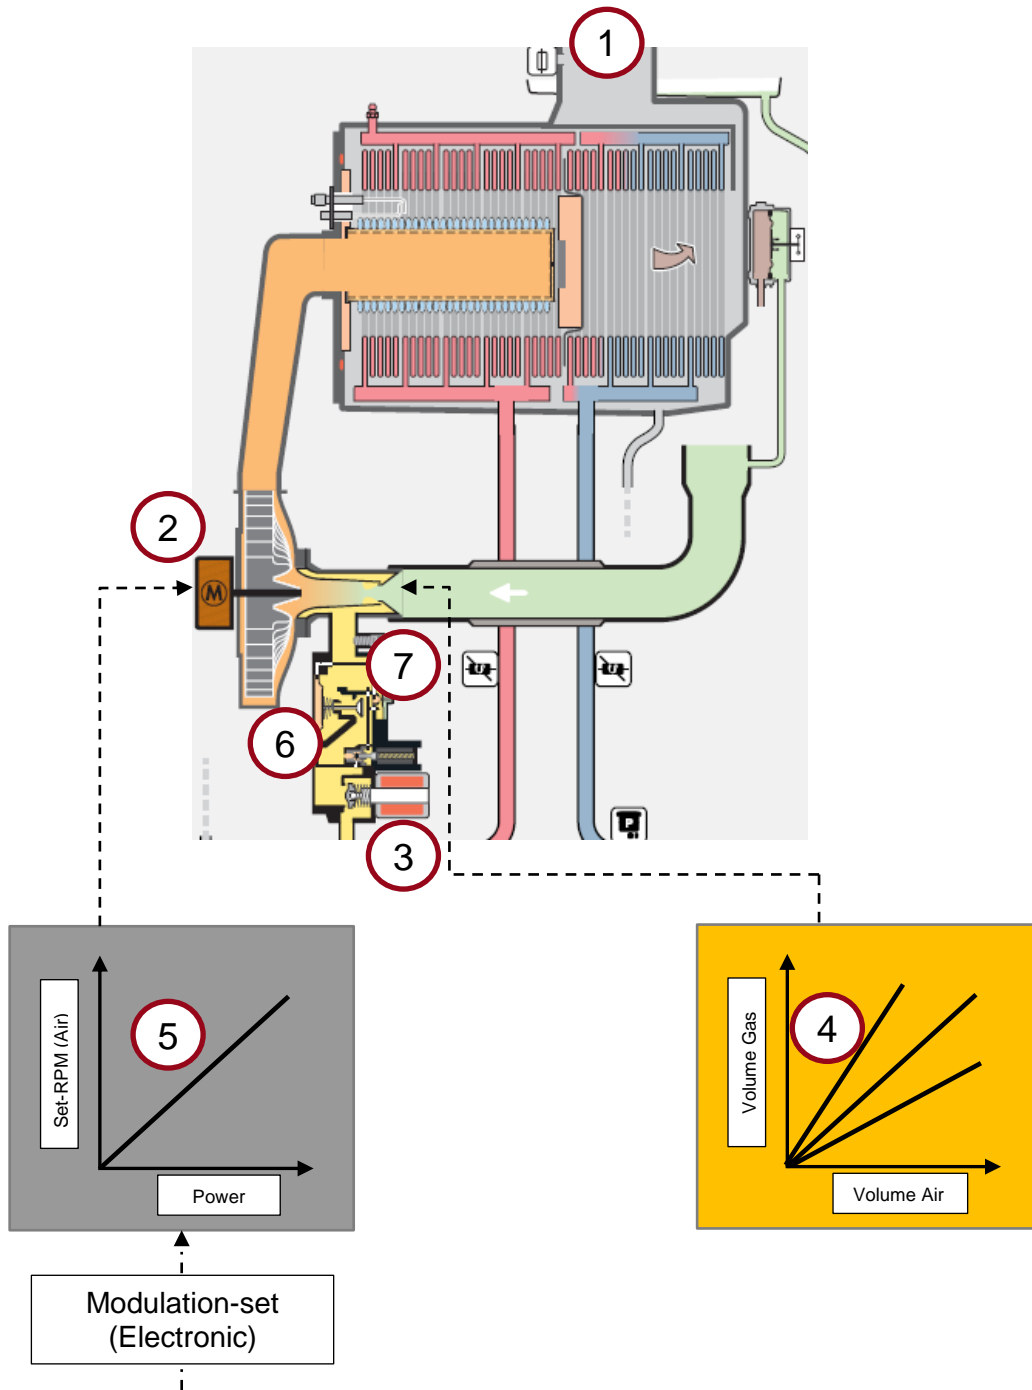 1
2
M
7
6
3
P
5
Set-RPM (Air)
Power
4
Volume Gas
Volume Air
Modulation-set
(Electronic)